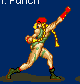 . Punch